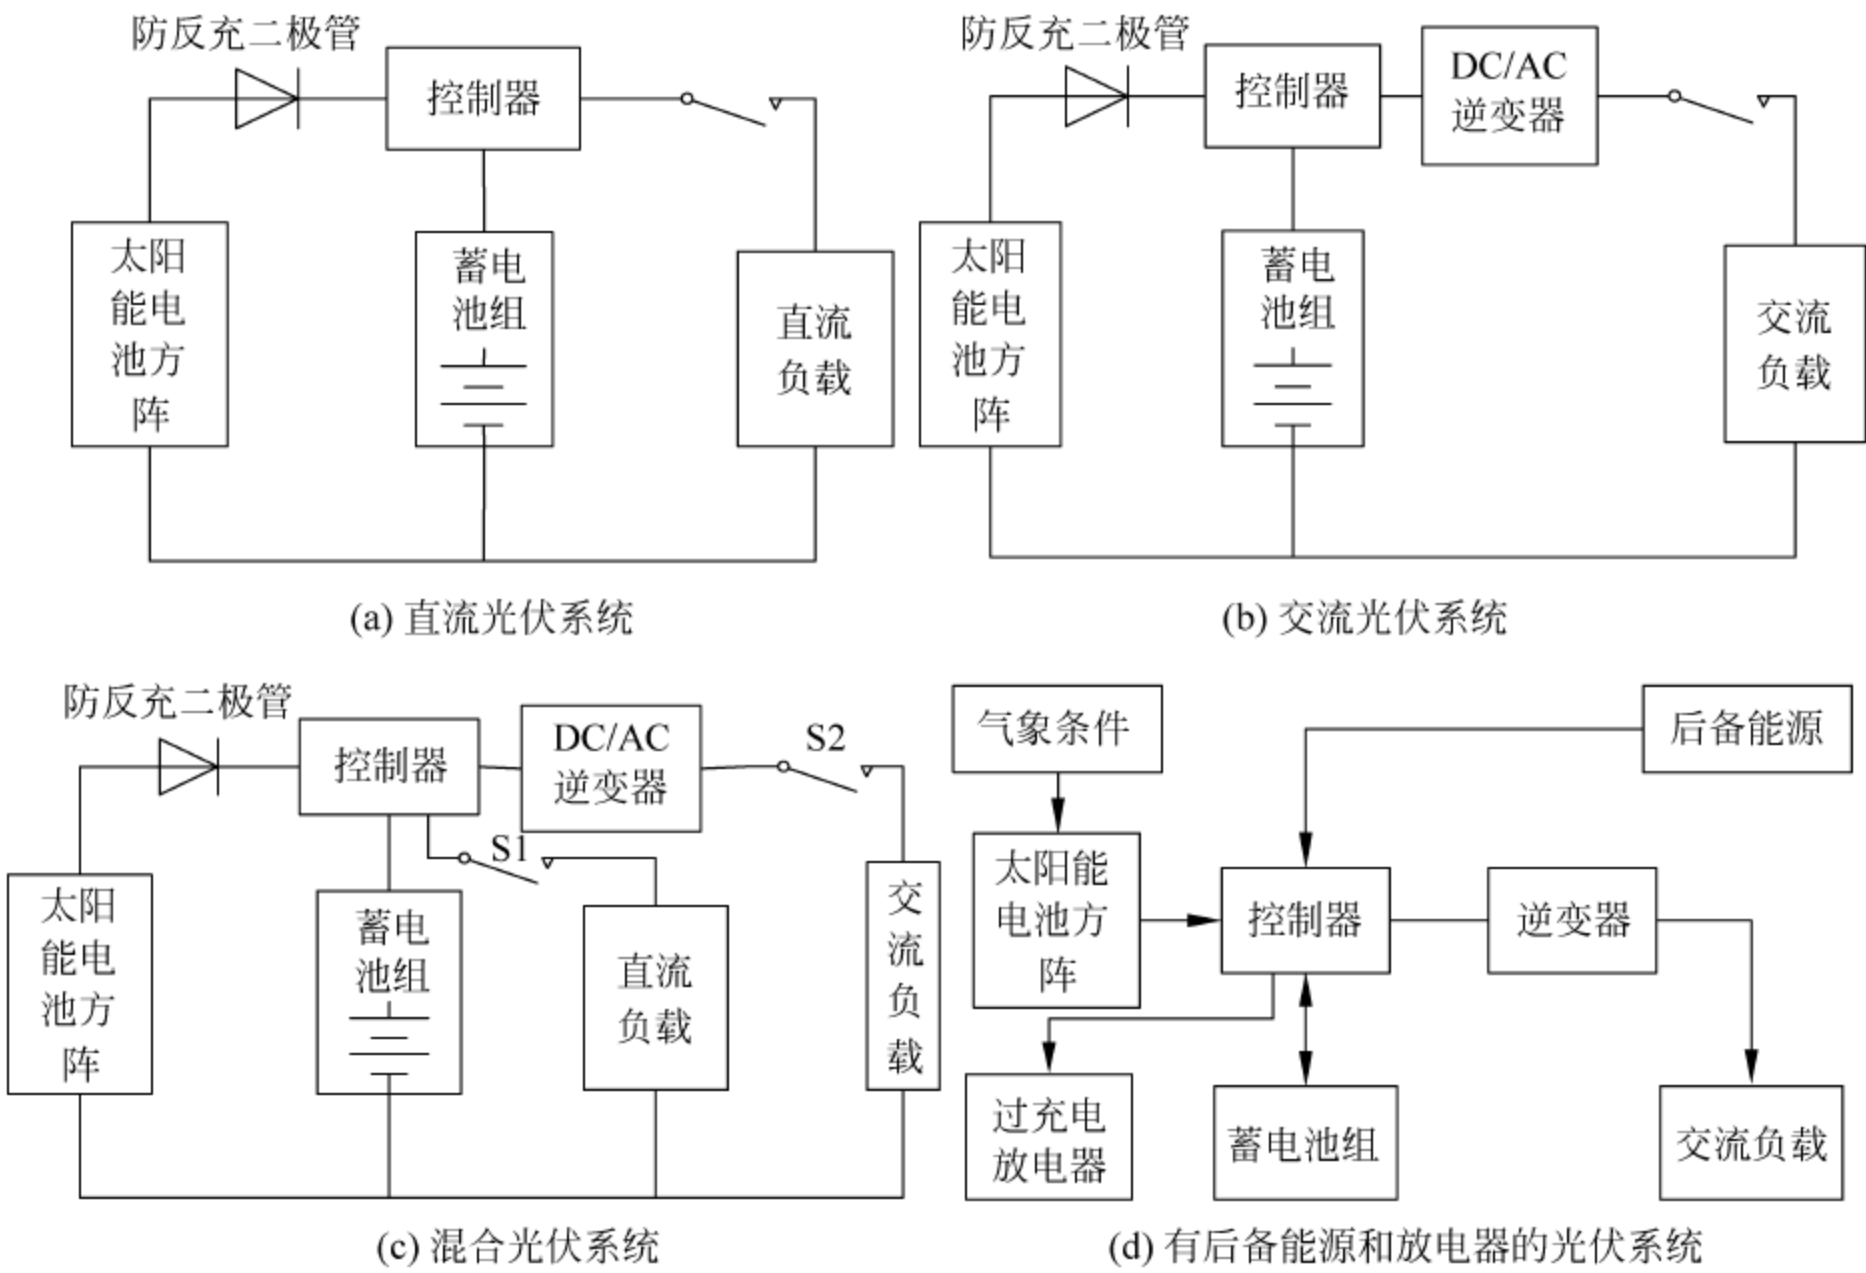 防反充二极管
控制器
太阳
能电
池方
阵
蓄电
池组
直流
负载
(a) 直流光伏系统
防反充二极管
控制器
DC/AC
逆变器
太阳
能电
池方
阵
蓄电
池组
交流
负载
(b) 交流光伏系统
防反充二极管
控制器
DC/AC
逆变器
S2
S1
太阳
能电
池方
阵
蓄电
池组
直流
负载
交
流
负
载
(c) 混合光伏系统
气象条件
后备能源
太阳能
电池方
阵
控制器
逆变器
过充电
放电器
蓄电池组
交流负载
(d) 有后备能源和放电器的光伏系统